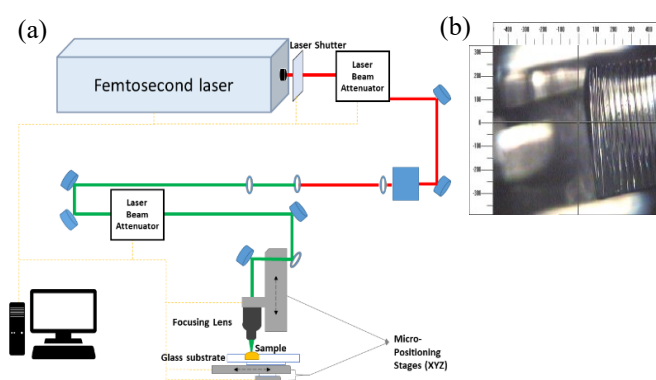 (a)
(b)
Laser Shutter
Femtosecond laser
Laser
Beam
Attenuator
Laser
Beam
Attenuator
Focusing Lens
Sample
Glass substrate
Micro-
Positioning
Stages (XYZ)
-400
-300
-200
-100
0
100
200
300
400
300
200
100
0
-100
-200
-300